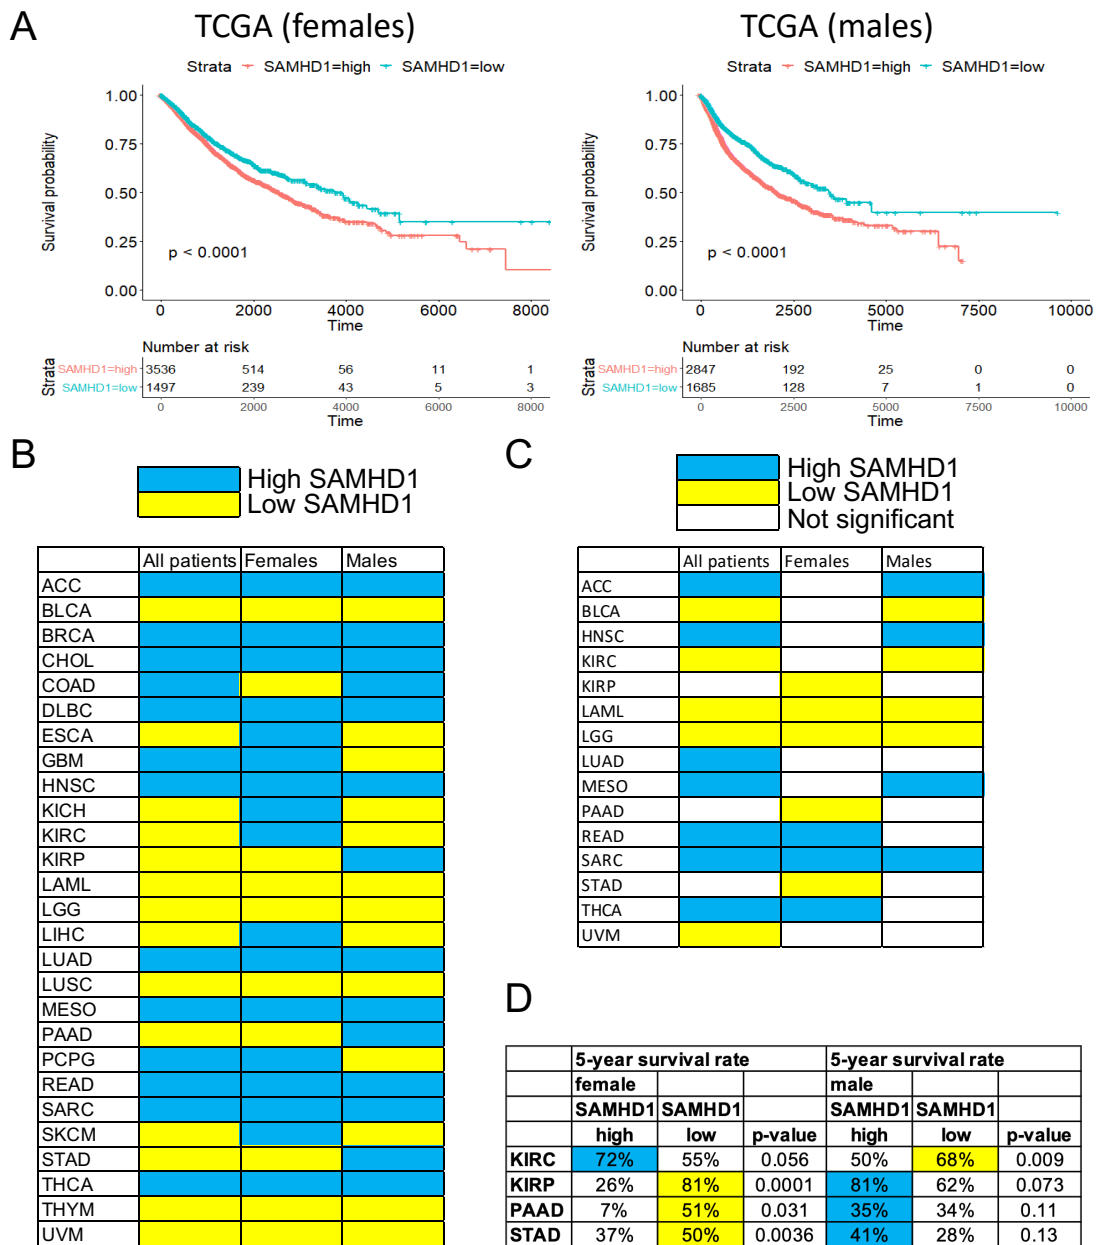 A
TCGA (females)
Strata SAMHD1=high SAMHD1=low
Survival probability
1.00
0.75
0.50
0.25
0.00
p < 0.0001
0 2000 4000 6000 8000
Time
Number at risk
Strata
SAMHD1=high 3536 514 56 11 1
SAMHD1=low 1497 239 43 5 3
0 2000 4000 6000 8000
Time
TCGA (males)
Strata SAMHD1=high SAMHD1=low
Survival probability
1.00
0.75
0.50
0.25
0.00
p < 0.0001
0 2500 5000 7500 10000
Time
Number at risk
Strata
SAMHD1=high 2847 192 25 0 0
SAMHD1=low 1685 128 7 1 0
0 2500 5000 7500 10000
Time
B
High SAMHD1
Low SAMHD1
All patients Females Males
ACC
BLCA
BRCA
CHOL
COAD
DLBC
ESCA
GBM
HNSC
KICH
KIRC
KIRP
LAML
LGG
LIHC
LUAD
LUSC
MESO
PAAD
PCPG
READ
SARC
SKCM
STAD
THCA
THYM
UVM
C
High SAMHD1
Low SAMHD1
Not significant
All patients Females Males
ACC
BLCA
HNSC
KIRC
KIRP
LAML
LGG
LUAD
MESO
PAAD
READ
SARC
STAD
THCA
UVM
D
5-year survival rate 5-year survival rate
female male
SAMHD1 SAMHD1 SAMHD1 SAMHD1
high low p-value high low p-value
KIRC 72% 55% 0.056 50% 68% 0.009
KIRP 26% 81% 0.0001 81% 62% 0.073
PAAD 7% 51% 0.031 35% 34% 0.11
STAD 37% 50% 0.0036 41% 28% 0.13